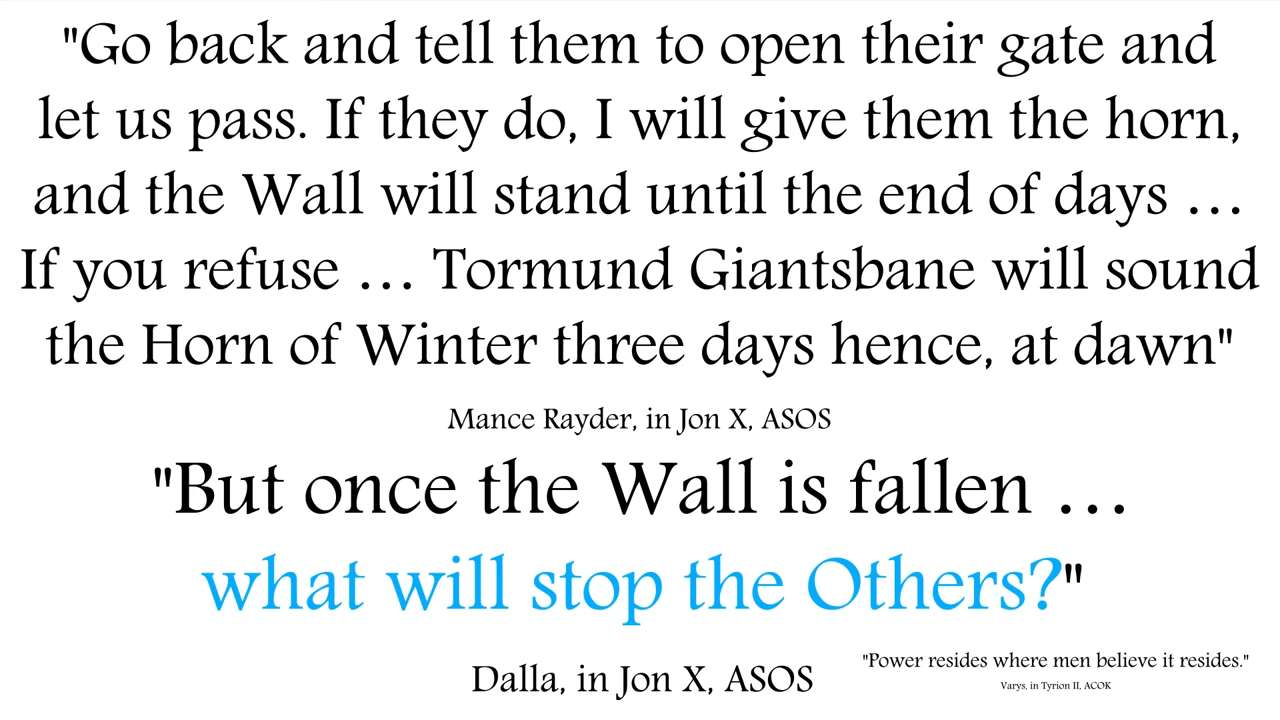 "Go back and tell them to open their gate and
let us pass. If they do, I will give them the horn,
and the Wall will stand until the end of days …
If you refuse … Tormund Giantsbane will sound
the Horn of Winter three days hence, at dawn"
Mance Rayder, in Jon X, ASOS
"But once the Wall is fallen …
what will stop the Others?"
Dalla, in Jon X, ASOS
"Power resides where men believe it resides."
Varys, in Tyrion II, ACOK